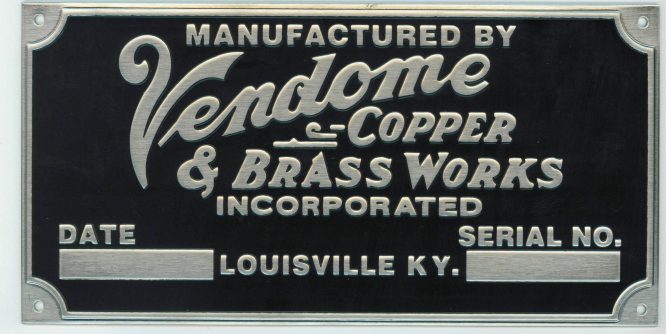 MANUFACTURED BY
Vendome
COPPER
& BRASS WORKS
INCORPORATED
DATE
SERIAL NO.
LOUISVILLE KY.